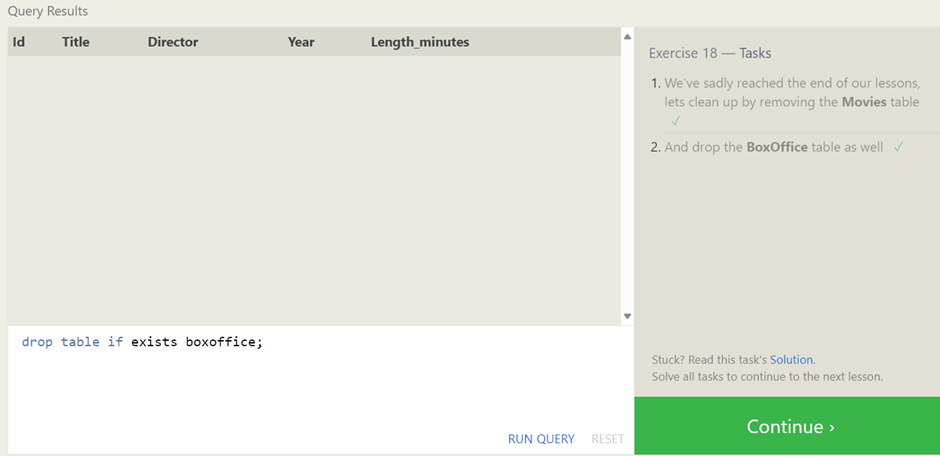 Query Results
Id Title Director Year Length_minutes
drop table if exists boxoffice;
RUN QUERY RESET
Exercise 18 — Tasks
1. We've sadly reached the end of our lessons,
lets clean up by removing the Movies table
✓
2. And drop the BoxOffice table as well ✓
Stuck? Read this task's Solution.
Solve all tasks to continue to the next lesson.
Continue ›